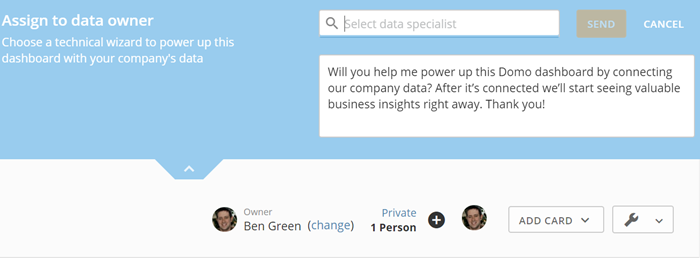 Assign to data owner
Choose a technical wizard to power up this
dashboard with your company's data
Select data specialist
SEND
CANCEL
Will you help me power up this Domo dashboard by connecting
our company data? After it's connected we'll start seeing valuable
business insights right away. Thank you!
Owner
Ben Green (change)
Private
1 Person
ADD CARD